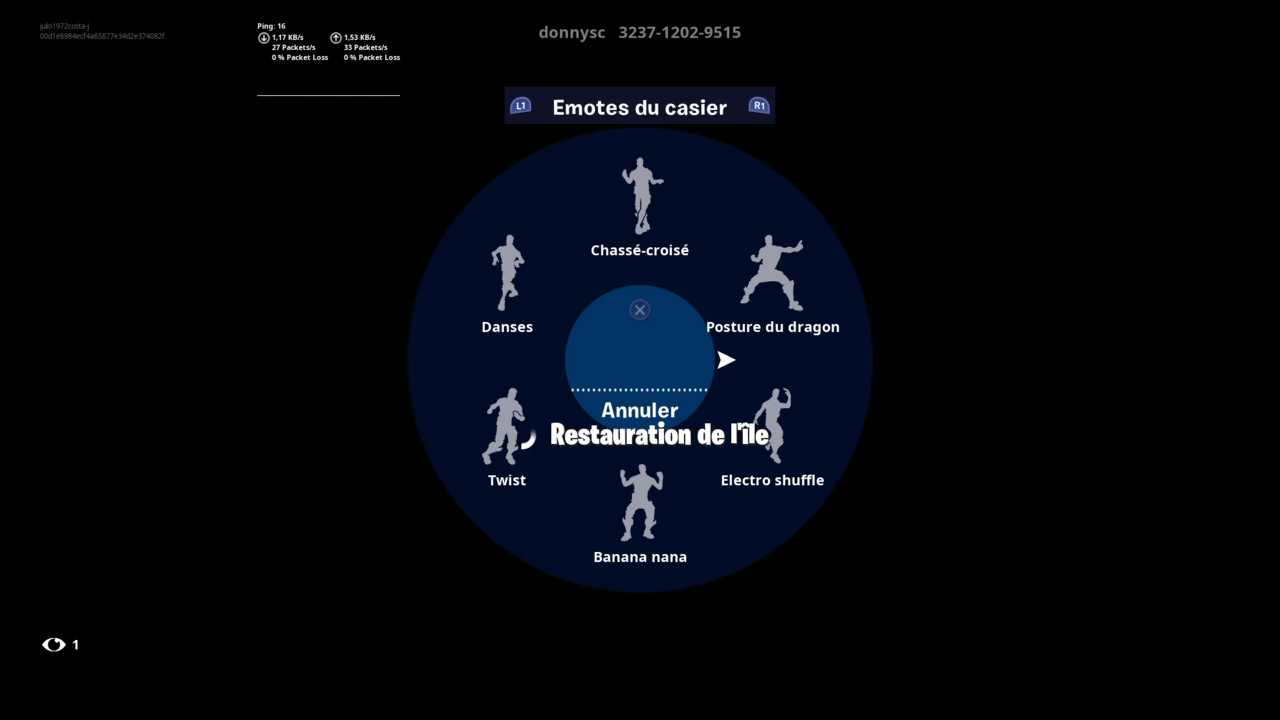 julio1972costa-j
00d1e6984ecf4a65877e34d2e374082f
Ping: 16
1,17 KB/s 1,53 KB/s
27 Packets/s 33 Packets/s
0 % Packet Loss 0 % Packet Loss
donnysc 3237-1202-9515
L1 Emotes du casier R1
Chassé-croisé
Danses
Posture du dragon
Annuler
Restauration de l'île
Twist
Electro shuffle
Banana nana
1